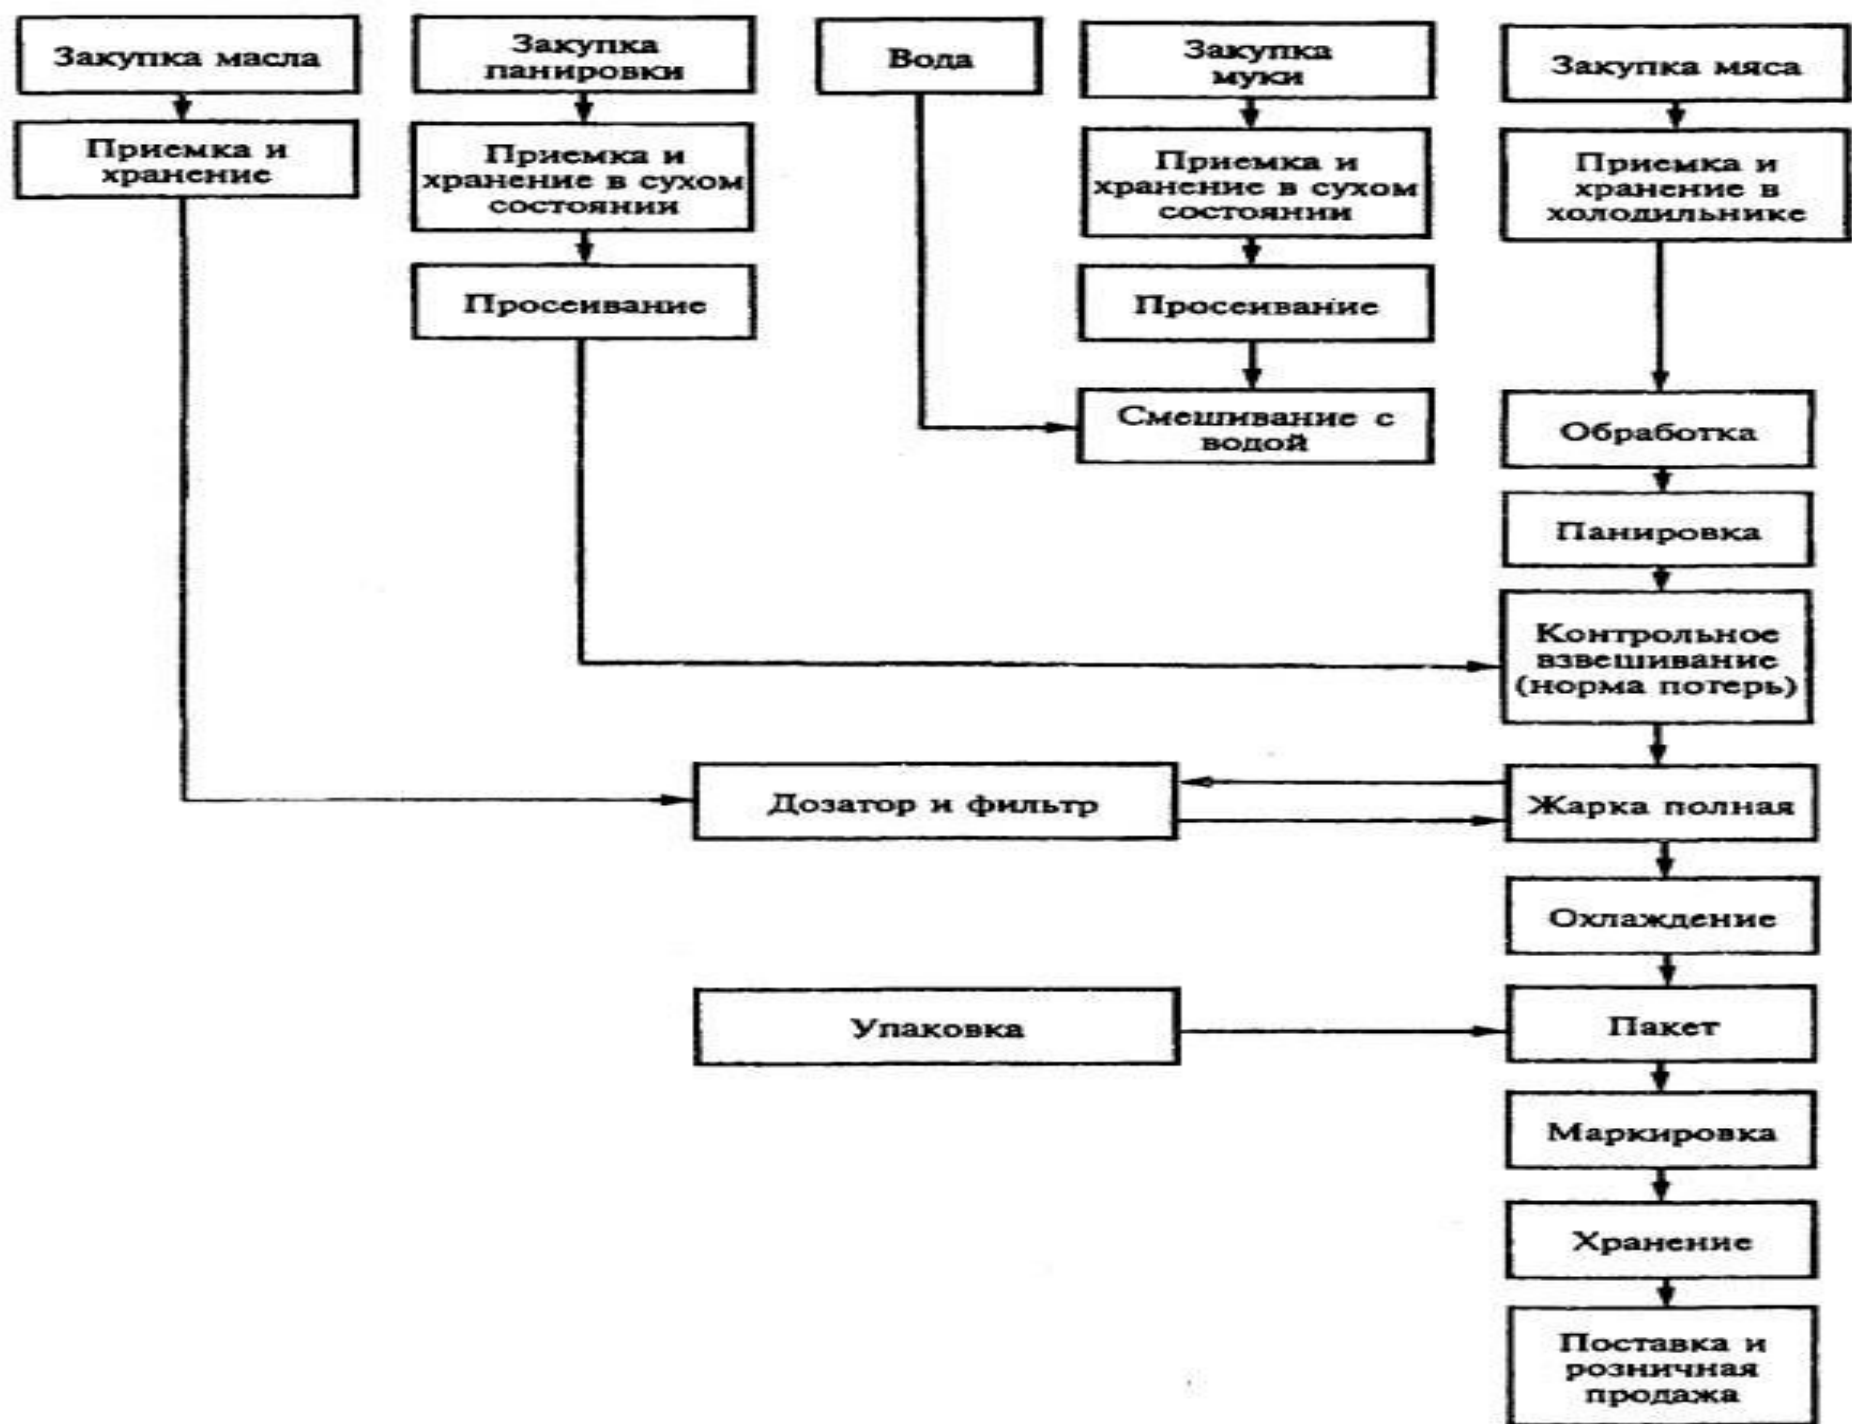 Закупка масла
Закупка
панировки
Вода
Закупка
муки
Закупка мяса
Приемка и
хранение
Приемка и
хранение в сухом
состоянии
Приемка и
хранение в сухом
состоянии
Приемка и
хранение в
холодильнике
Просеивание
Просеивание
Смешивание с
водой
Обработка
Панировка
Контрольное
взвешивание
(норма потерь)
Дозатор и фильтр
Жарка полная
Охлаждение
Упаковка
Пакет
Маркировка
Хранение
Поставка и
розничная
продажа